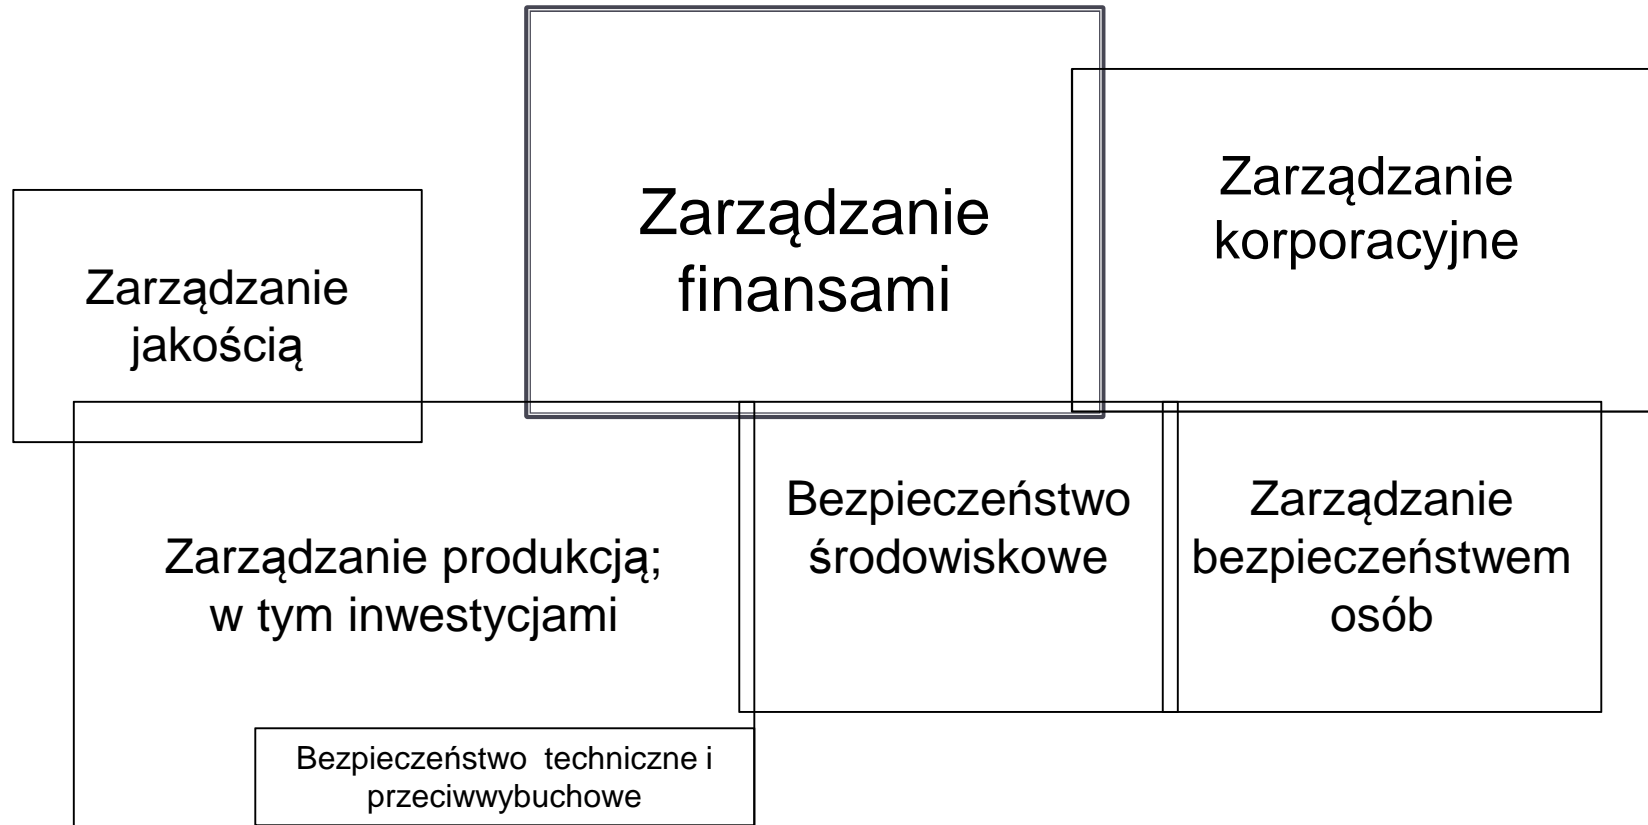 Zarządzanie
finansami
Zarządzanie
korporacyjne
Zarządzanie
jakością
Zarządzanie produkcją;
w tym inwestycjami
Bezpieczeństwo
środowiskowe
Zarządzanie
bezpieczeństwem
osób
Bezpieczeństwo techniczne i
przeciwwybuchowe